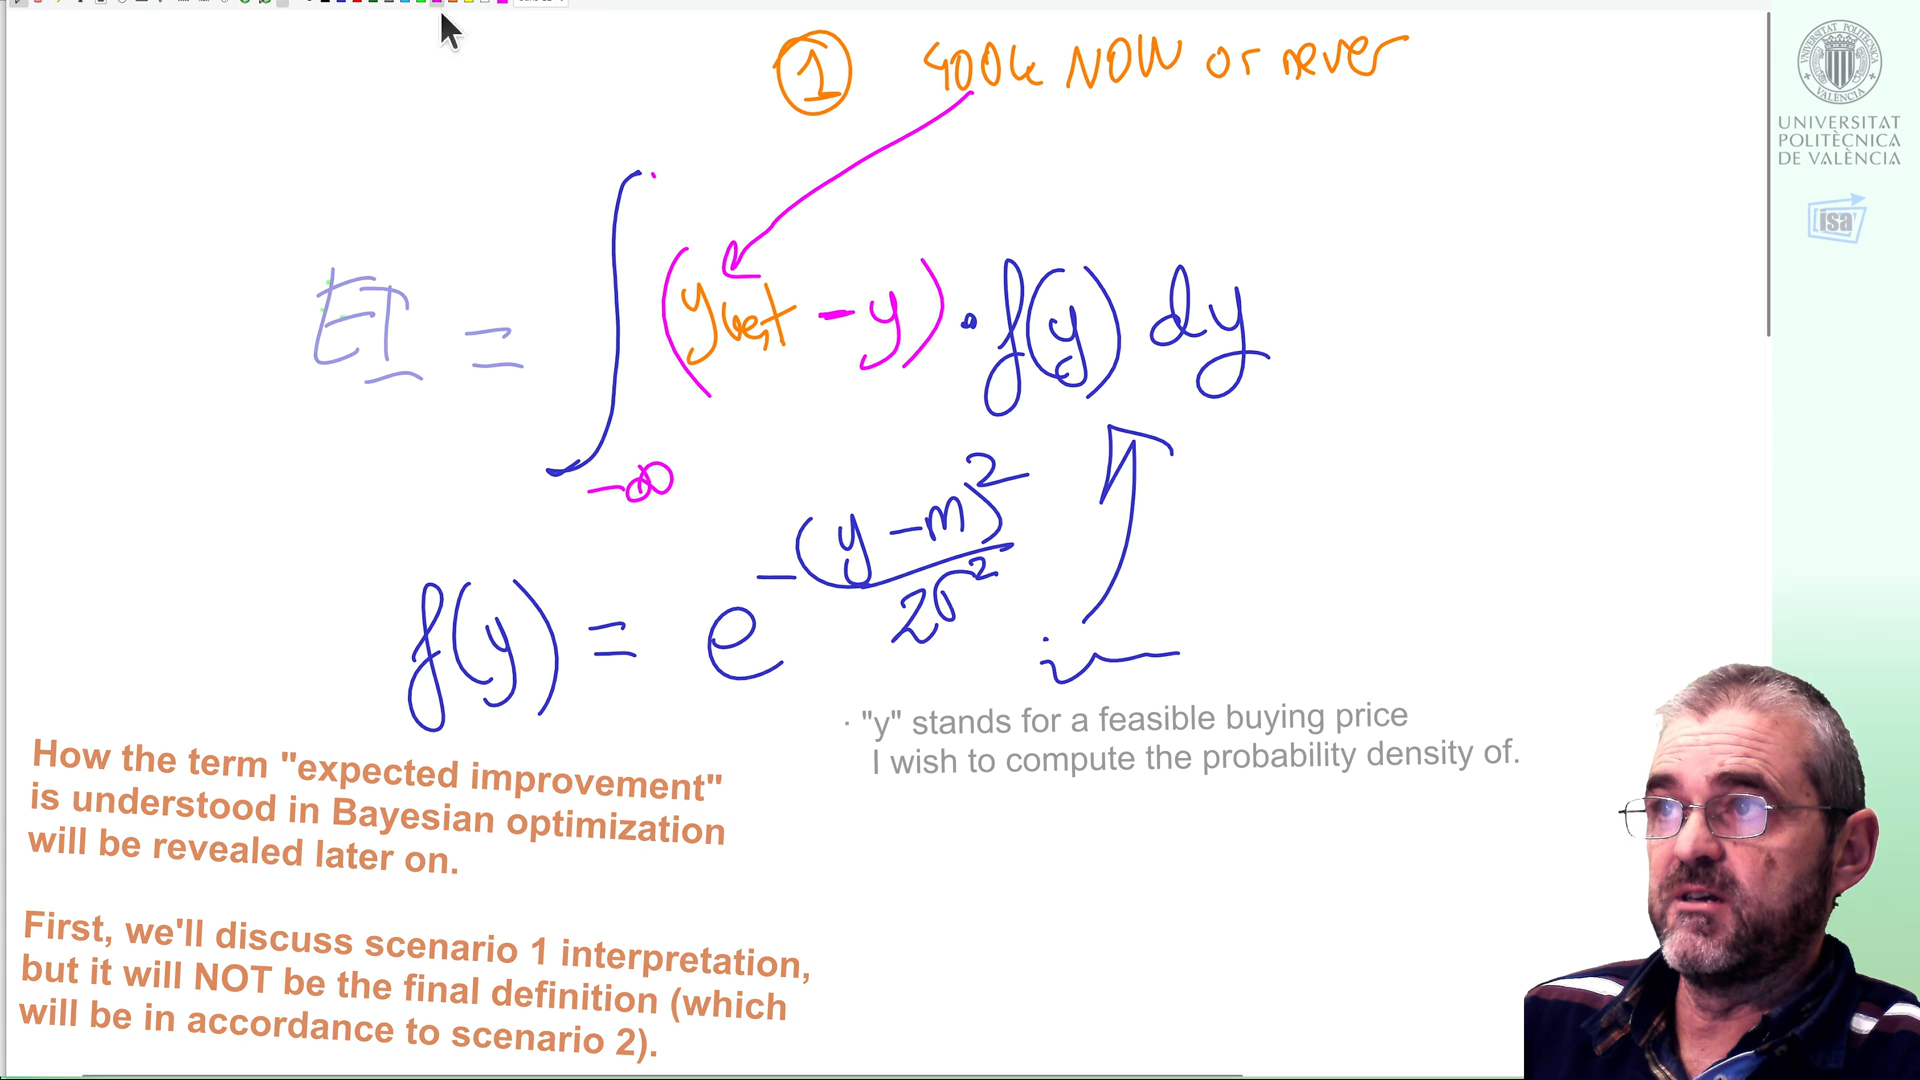 1 400k NOW or never
EI = ∫ -∞ (ybest - y) · f(y) dy
f(y) = e -(y-m)² / 2σ²
· "y" stands for a feasible buying price
I wish to compute the probability density of.
How the term "expected improvement"
is understood in Bayesian optimization
will be revealed later on.
First, we'll discuss scenario 1 interpretation,
but it will NOT be the final definition (which
will be in accordance to scenario 2).
UNIVERSITAT
POLITÈCNICA
DE VALÈNCIA
isa